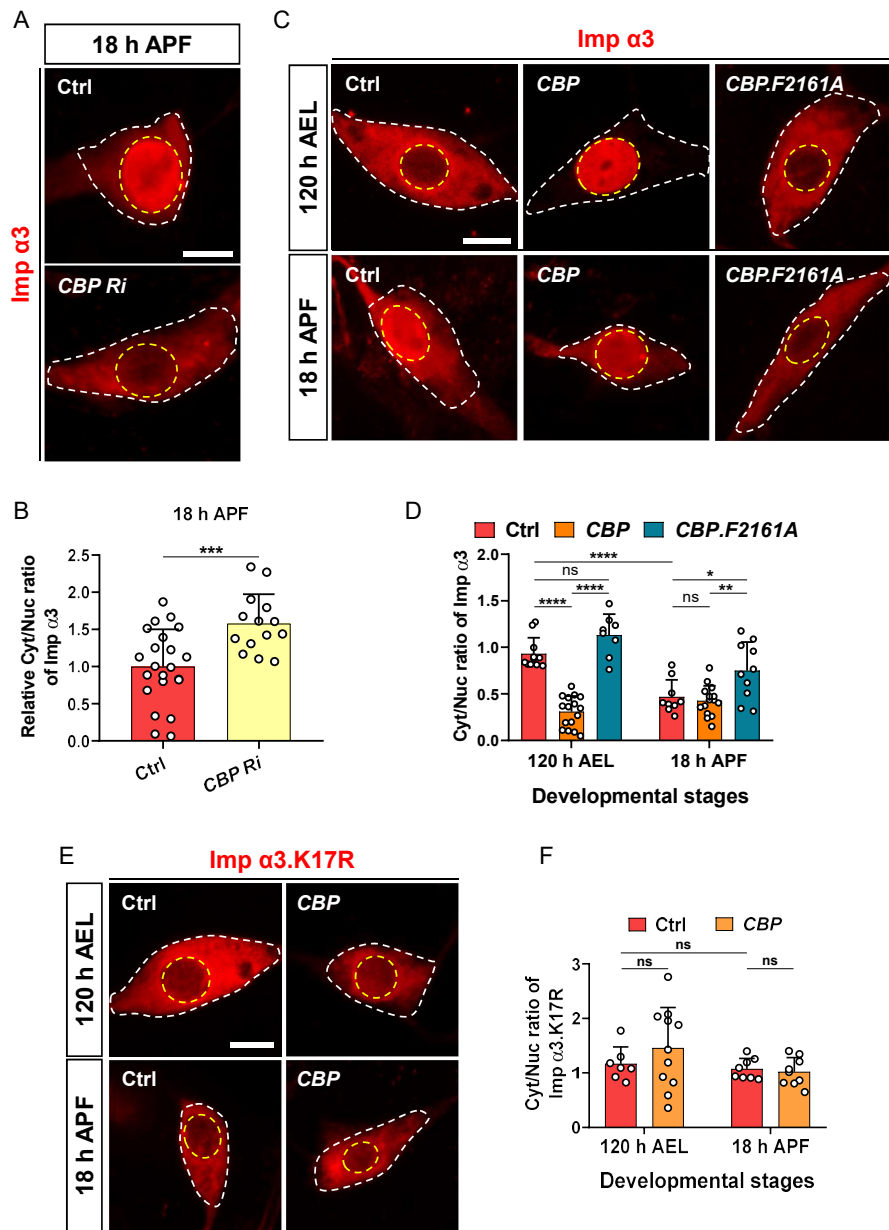 A
18 h APF
Imp α3
Ctrl
CBP Ri
C
Imp α3
120 h AEL
18 h APF
Ctrl
CBP
CBP.F2161A
Ctrl
CBP
CBP.F2161A
B
18 h APF
***
Relative Cyt/Nuc ratio
of Imp α3
2.5
2.0
1.5
1.0
0.5
0.0
Ctrl
CBP Ri
D
Ctrl
CBP
CBP.F2161A
Cyt/Nuc ratio of Imp α3
2.0
1.5
1.0
0.5
0.0
****
ns
****
****
*
ns
**
120 h AEL
18 h APF
Developmental stages
E
Imp α3.K17R
120 h AEL
18 h APF
Ctrl
CBP
Ctrl
CBP
F
Ctrl
CBP
Cyt/Nuc ratio of
Imp α3.K17R
3
2
1
0
ns
ns
ns
120 h AEL
18 h APF
Developmental stages